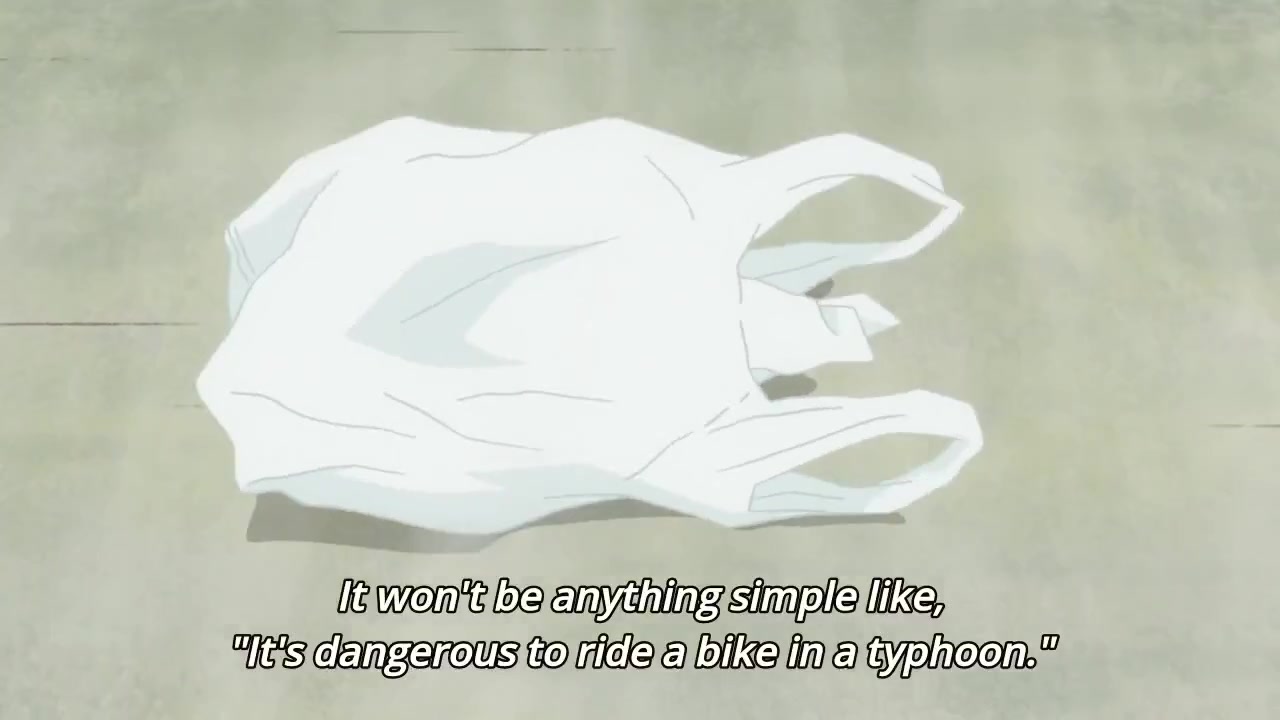 It won't be anything simple like,
"It's dangerous to ride a bike in a typhoon."